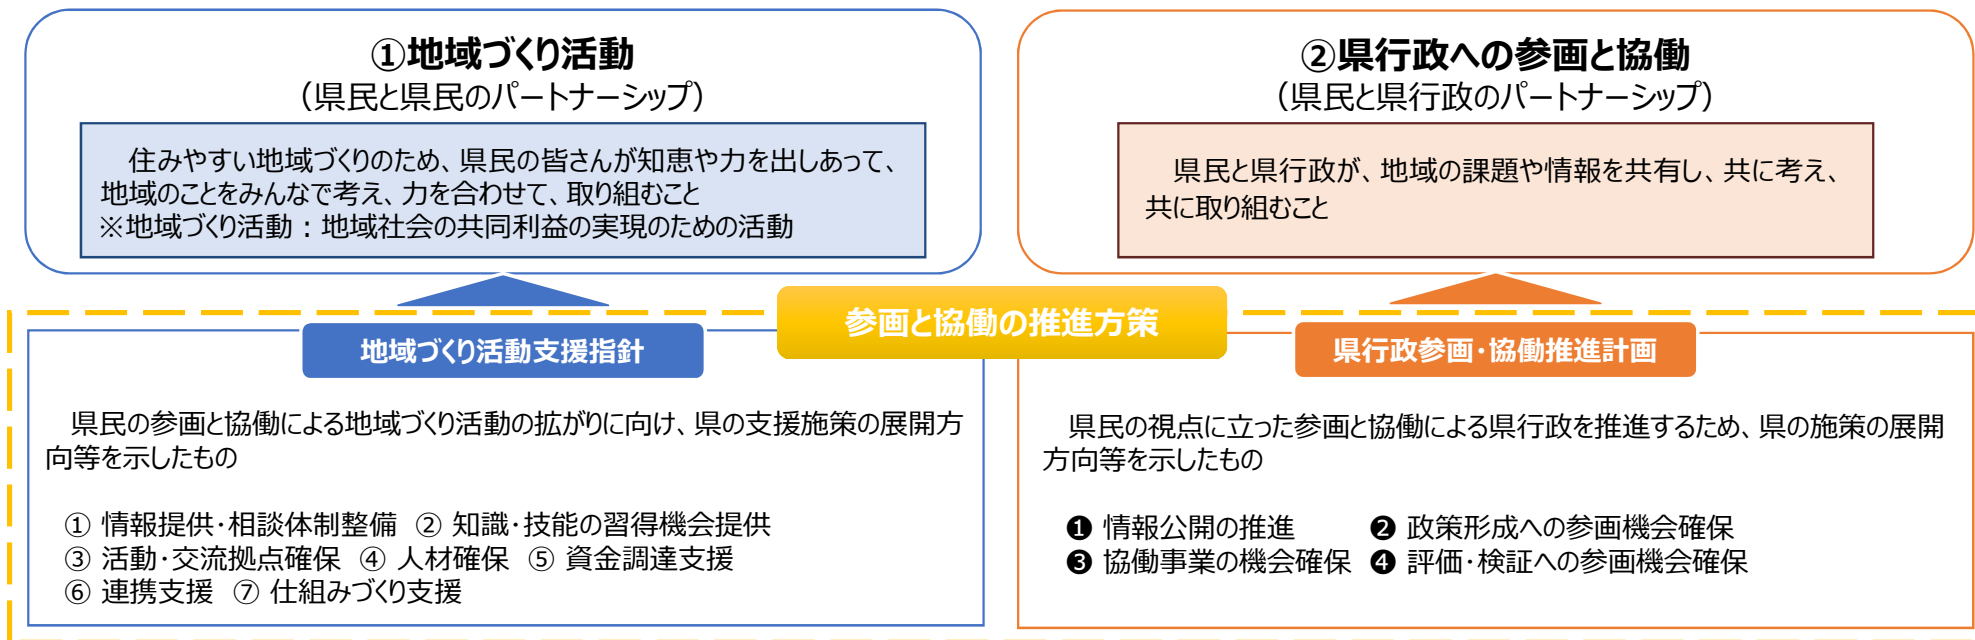 ①地域づくり活動
（県民と県民のパートナーシップ）
住みやすい地域づくりのため、県民の皆さんが知恵や力を出しあって、
地域のことをみんなで考え、力を合わせて、取り組むこと
※地域づくり活動：地域社会の共同利益の実現のための活動
②県行政への参画と協働
（県民と県行政のパートナーシップ）
県民と県行政が、地域の課題や情報を共有し、共に考え、
共に取り組むこと
参画と協働の推進方策
地域づくり活動支援指針
県民の参画と協働による地域づくり活動の拡がりに向け、県の支援施策の展開方
向等を示したもの
① 情報提供・相談体制整備 ② 知識・技能の習得機会提供
③ 活動・交流拠点確保 ④ 人材確保 ⑤ 資金調達支援
⑥ 連携支援 ⑦ 仕組みづくり支援
県行政参画・協働推進計画
県民の視点に立った参画と協働による県行政を推進するため、県の施策の展開
方向等を示したもの
❶ 情報公開の推進 ❷ 政策形成への参画機会確保
❸ 協働事業の機会確保 ❹ 評価・検証への参画機会確保